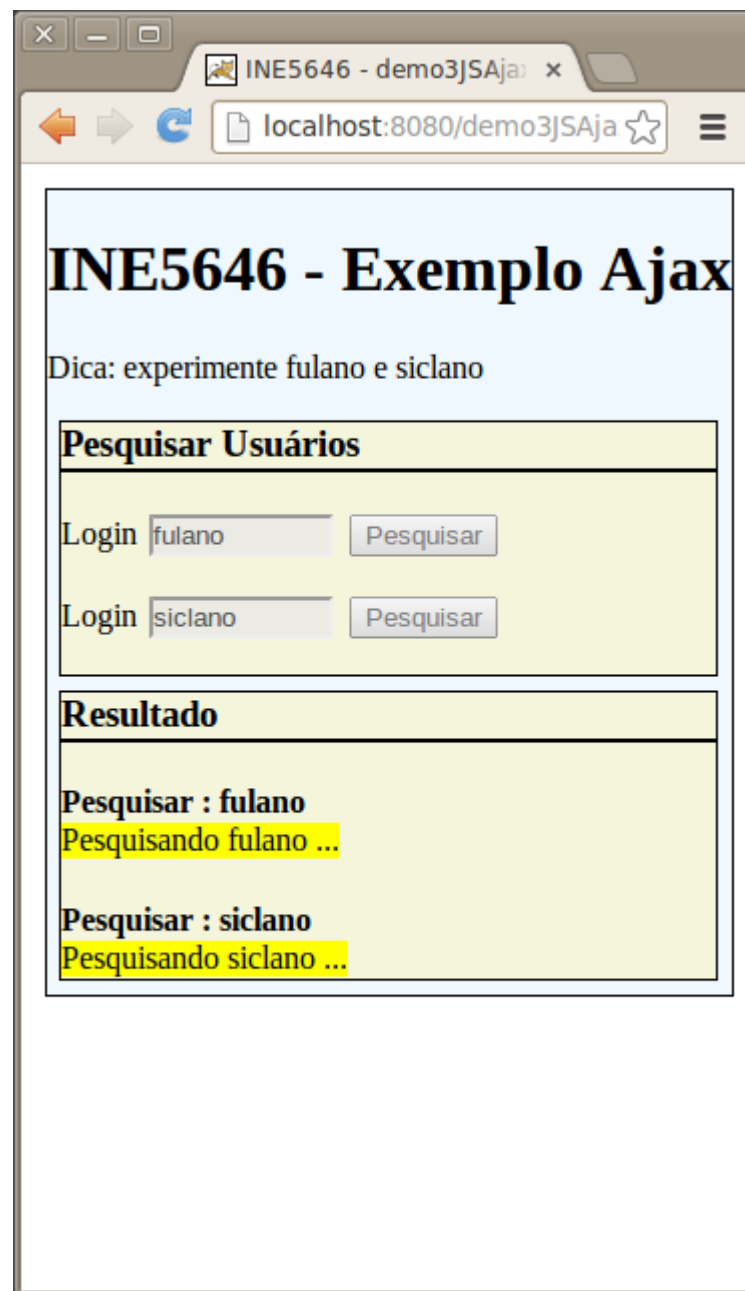 INE5646 - demo3JSAja
localhost:8080/demo3JSAja
INE5646 - Exemplo Ajax
Dica: experimente fulano e siclano
Pesquisar Usuários
Login fulano Pesquisar
Login siclano Pesquisar
Resultado
Pesquisar : fulano
Pesquisando fulano ...
Pesquisar : siclano
Pesquisando siclano ...